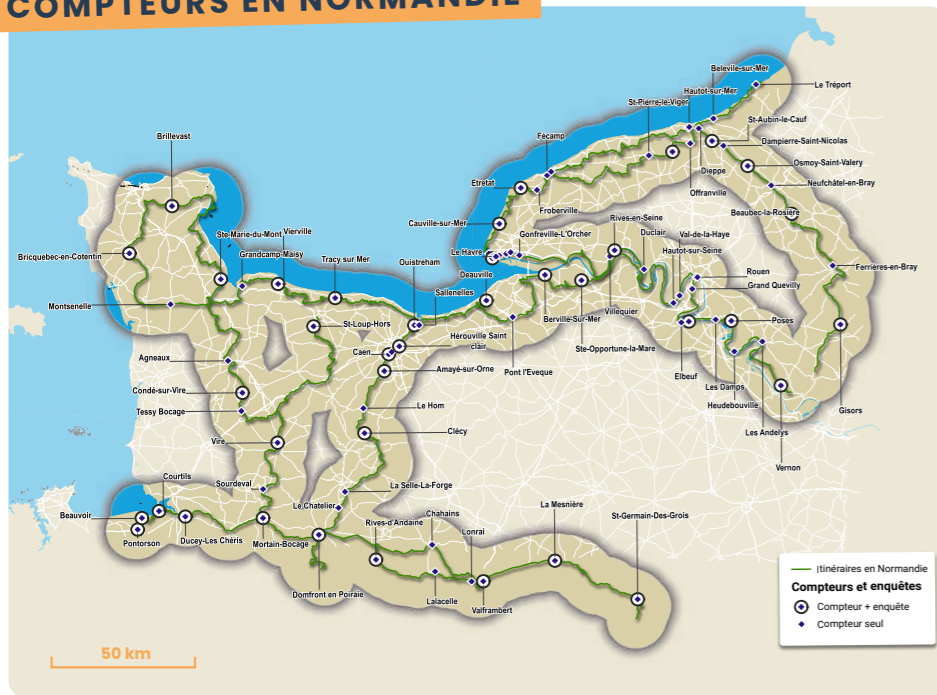 COMPTEURS EN NORMANDIE
Belevile-sur-Mer
Le Tréport
Hautot-sur-Mer
St-Pierre-le-Viger
St-Aubin-le-Cauf
Brillevast
Fécamp
Dampierre-Saint-Nicolas
Osmoy-Saint-Valery
Dieppe
Etretat
Neufchâtel-en-Bray
Offranville
Froberville
Beaubec-la-Rosière
Cauville-sur-Mer
Rives-en-Seine
Ste-Marie-du-Mont
Vierville
Gonfreville-L'Orcher
Duclair
Val-de-la-Haye
Grandcamp-Maisy
Hautot-sur-Seine
Bricquebec-en-Cotentin
Tracy sur Mer
Ouistreham
Le Havre
Rouen
Ferrières-en-Bray
Deauville
Grand Quevilly
Sallenelles
Montsenelle
Berville-Sur-Mer
Villequier
St-Loup-Hors
Poses
Hérouville Saint
clair
Ste-Opportune-la-Mare
Caen
Agneaux
Amayé-sur-Orne
Pont l'Eveque
Elbeuf
Les Damps
Condé-sur-Vire
Heudebouville
Tessy Bocage
Le Hom
Gisors
Clécy
Les Andelys
Vire
Vernon
Courtils
Sourdeval
La Selle-La-Forge
Le Chatelier
La Mesnière
Beauvoir
Chahains
St-Germain-Des-Grois
Rives-d'Andaine
Lonrai
Pontorson
Ducey-Les Chéris
Mortain-Bocage
Domfront en Poiraie
Lalacelle
Valframbert
Itinéraires en Normandie
Compteurs et enquêtes
Compteur + enquête
Compteur seul
50 km